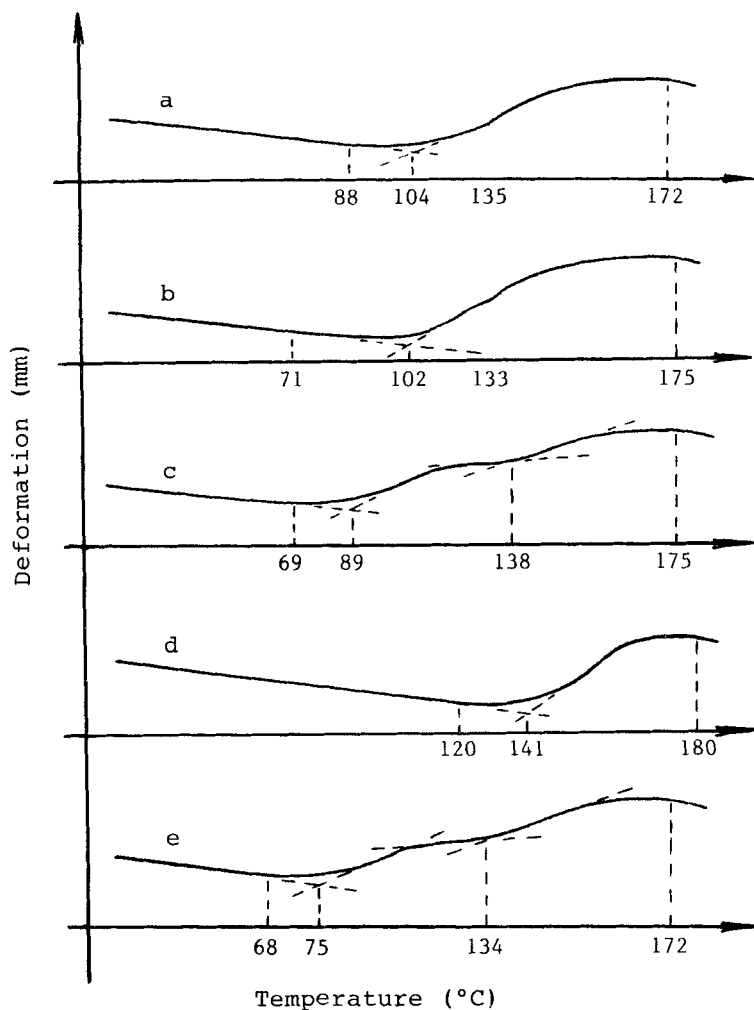 a
88 104 135 172
b
71 102 133 175
c
69 89 138 175
d
120 141 180
e
68 75 134 172
Deformation (mm)
Temperature (°C)